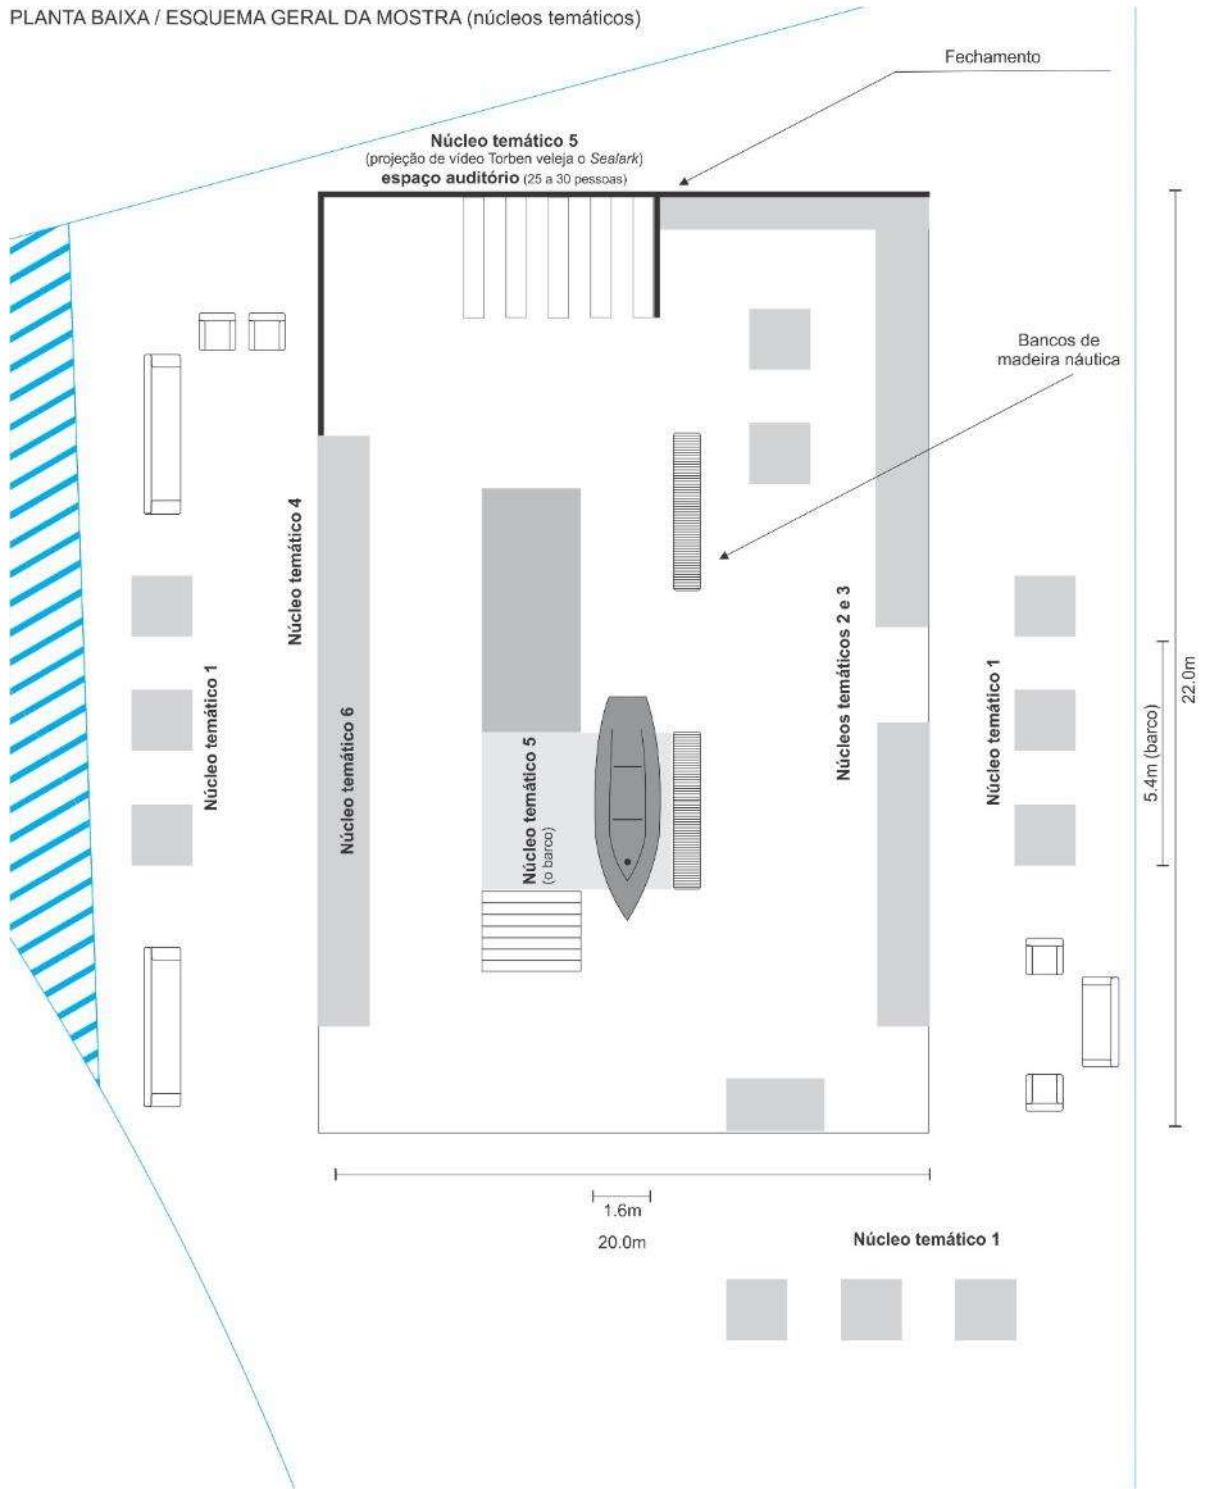 PLANTA BAIXA / ESQUEMA GERAL DA MOSTRA (núcleos temáticos)
Fechamento
Núcleo temático 5
(projeção de vídeo Torben veleja o Sealark)
espaço auditório (25 a 30 pessoas)
Bancos de
madeira náutica
Núcleo temático 4
Núcleo temático 1
Núcleo temático 6
Núcleo temático 5
(o barco)
Núcleos temáticos 2 e 3
Núcleo temático 1
5.4m (barco)
22.0m
1.6m
20.0m
Núcleo temático 1